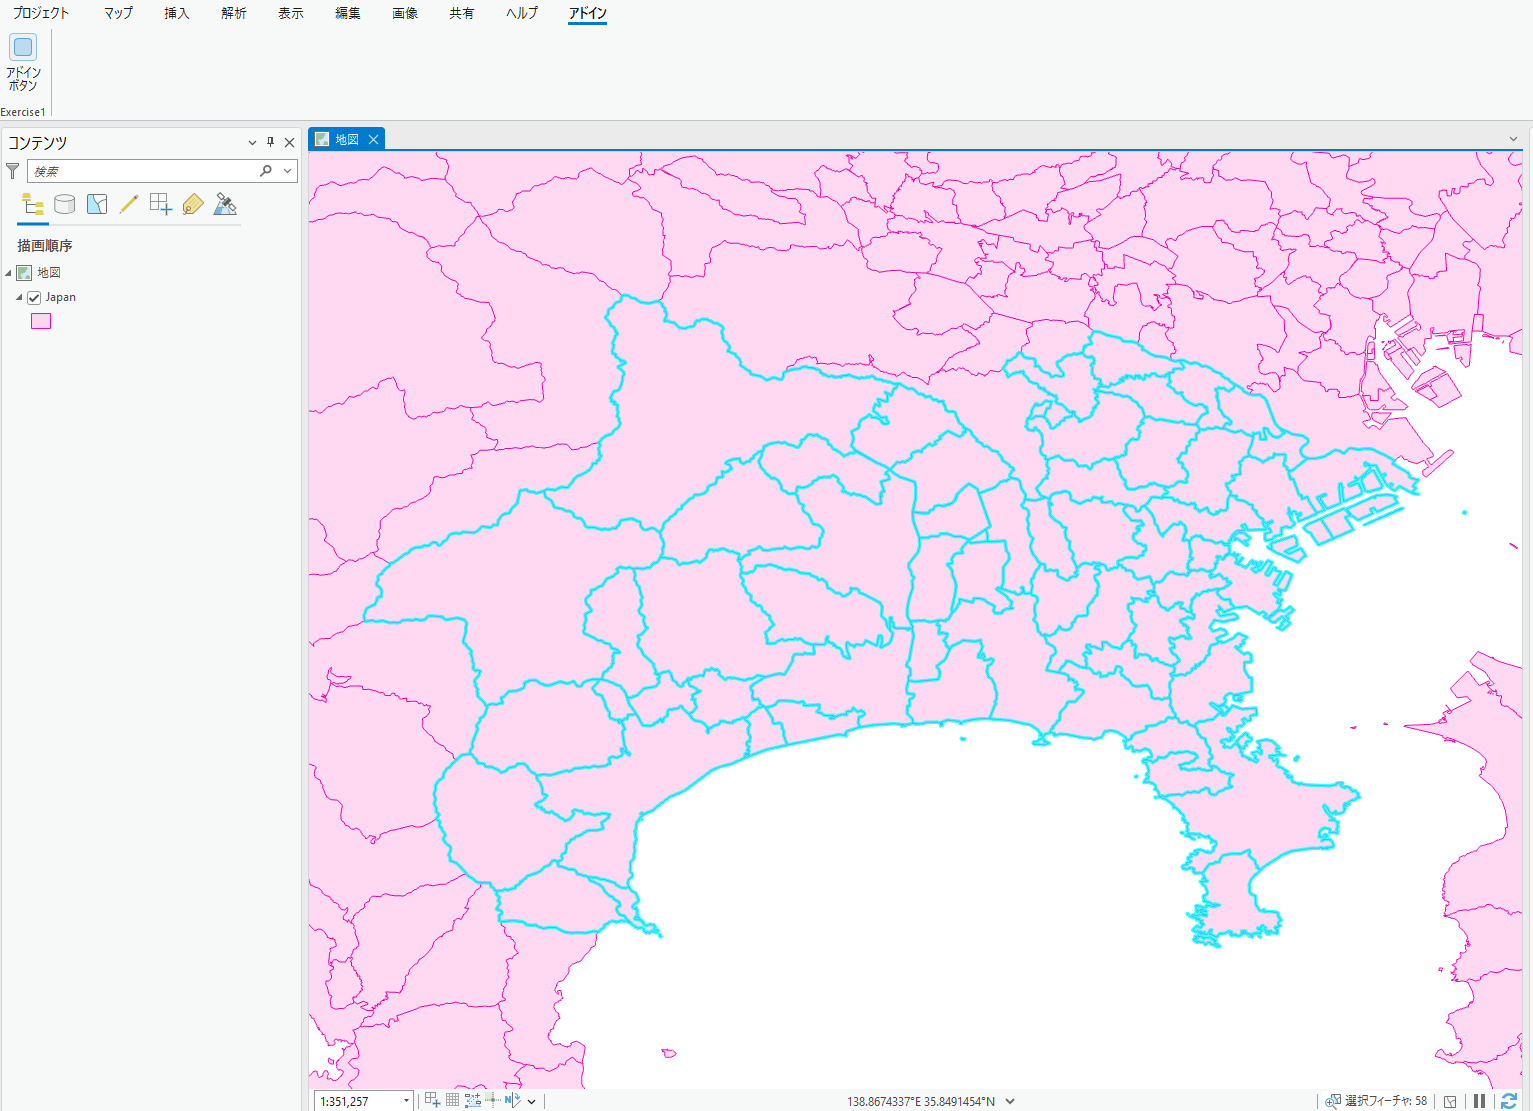 プロジェクト マップ 挿入 解析 表示 編集 画像 共有 ヘルプ アドイン
アドイン
ボタン
Exercise1
コンテンツ
地図
検索
描画順序
地図
Japan
1:351,257
138.8674337°E 35.8491454°N
選択フィーチャ: 58